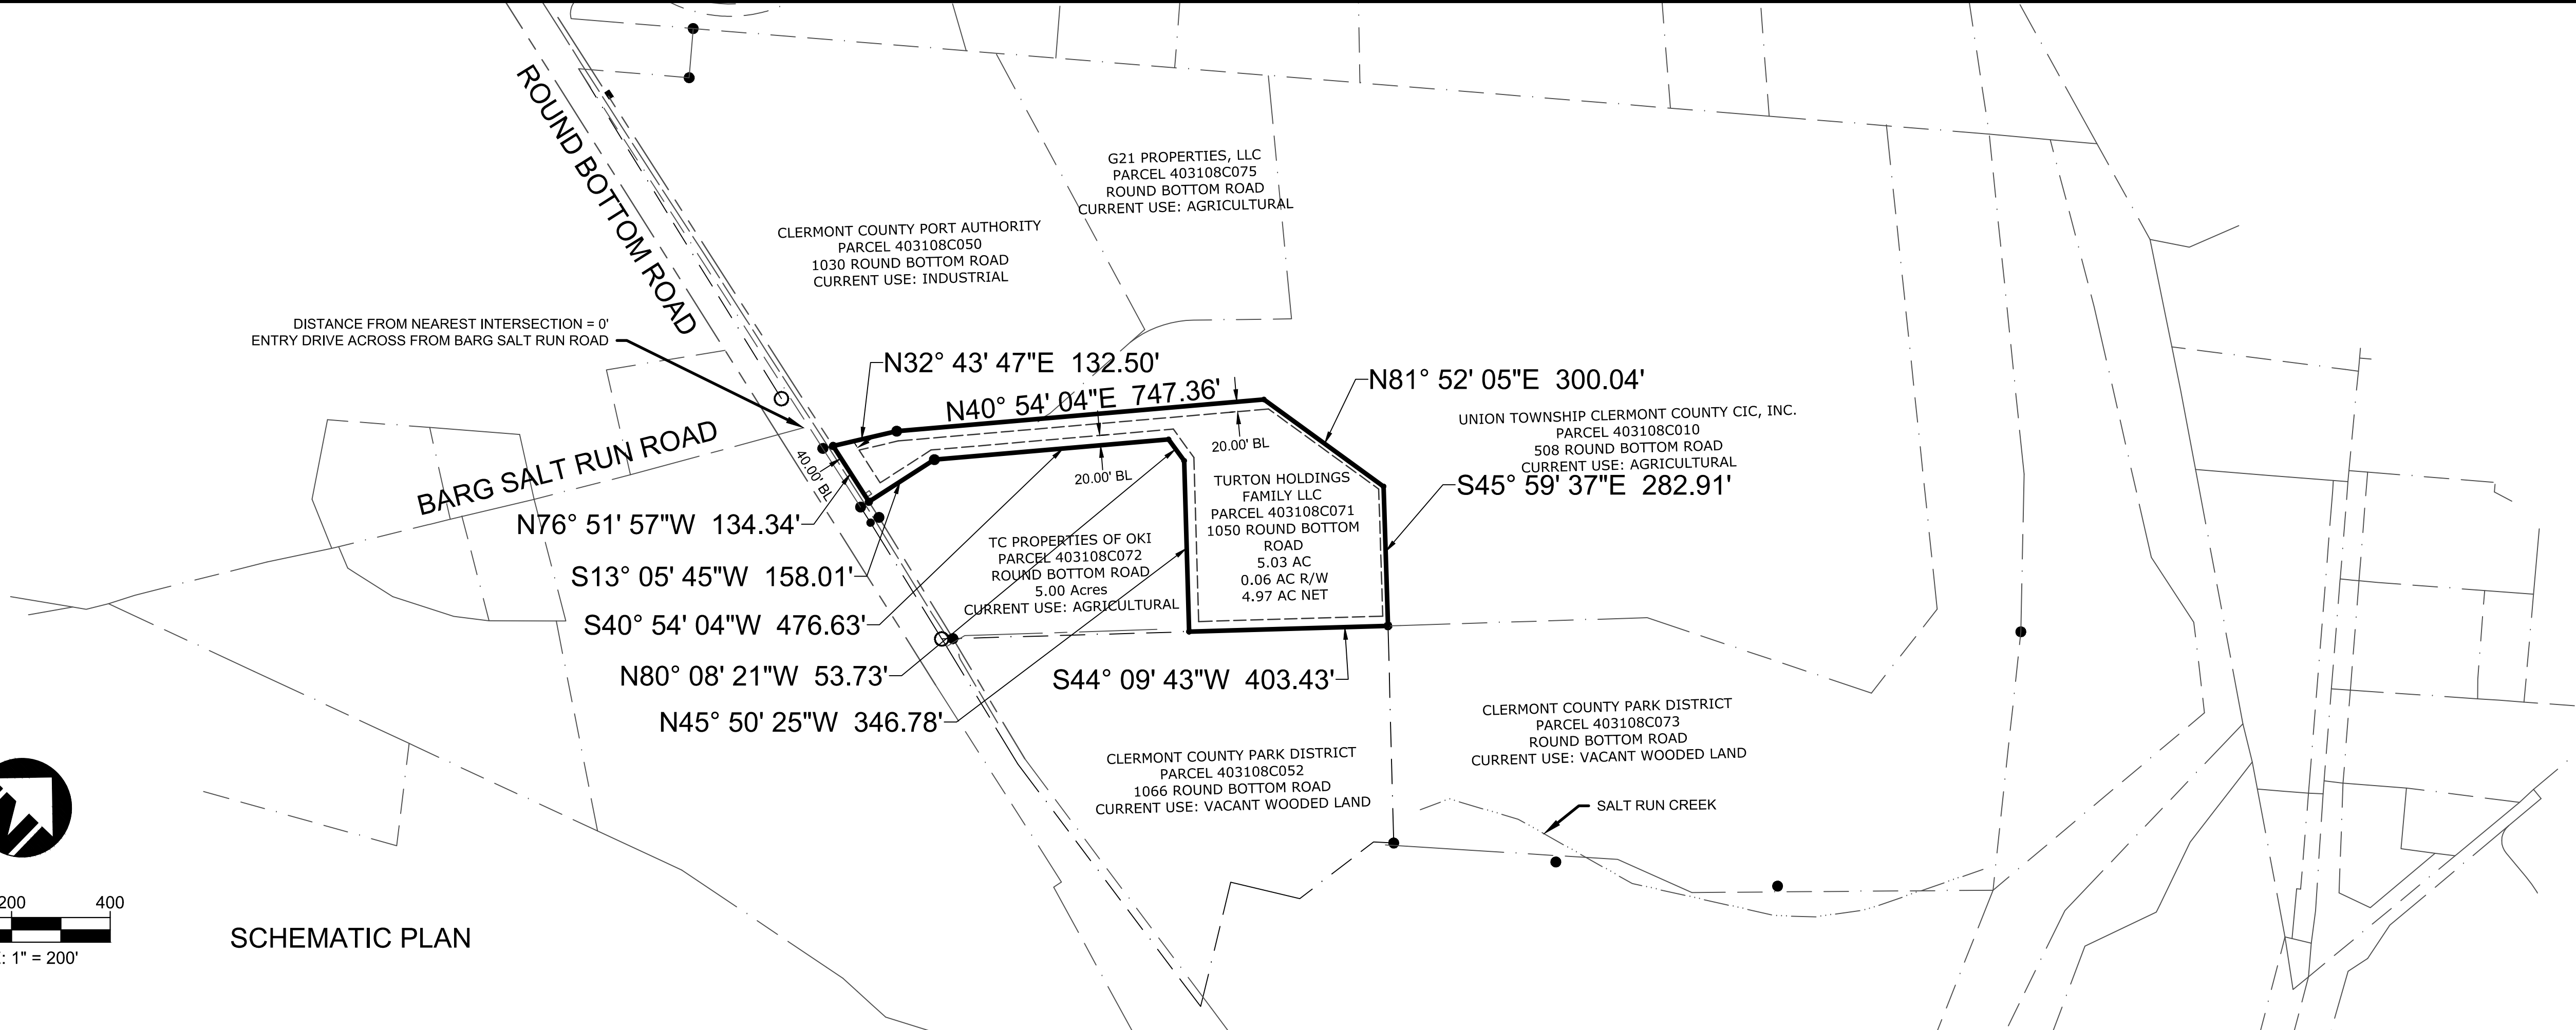 ROUND BOTTOM ROAD
G21 PROPERTIES, LLC
PARCEL 403108C075
ROUND BOTTOM ROAD
CURRENT USE: AGRICULTURAL
CLERMONT COUNTY PORT AUTHORITY
PARCEL 403108C050
1030 ROUND BOTTOM ROAD
CURRENT USE: INDUSTRIAL
DISTANCE FROM NEAREST INTERSECTION = 0'
ENTRY DRIVE ACROSS FROM BARG SALT RUN ROAD
N32° 43' 47"E 132.50'
N40° 54' 04"E 747.36'
N81° 52' 05"E 300.04'
UNION TOWNSHIP CLERMONT COUNTY CIC, INC.
PARCEL 403108C010
508 ROUND BOTTOM ROAD
CURRENT USE: AGRICULTURAL
S45° 59' 37"E 282.91'
BARG SALT RUN ROAD
40.00' BL
20.00' BL
20.00' BL
TURTON HOLDINGS
FAMILY LLC
PARCEL 403108C071
1050 ROUND BOTTOM
ROAD
5.03 AC
0.06 AC R/W
4.97 AC NET
N76° 51' 57"W 134.34'
TC PROPERTIES OF OKI
PARCEL 403108C072
ROUND BOTTOM ROAD
5.00 Acres
CURRENT USE: AGRICULTURAL
S13° 05' 45"W 158.01'
S40° 54' 04"W 476.63'
N80° 08' 21"W 53.73'
N45° 50' 25"W 346.78'
S44° 09' 43"W 403.43'
CLERMONT COUNTY PARK DISTRICT
PARCEL 403108C073
ROUND BOTTOM ROAD
CURRENT USE: VACANT WOODED LAND
CLERMONT COUNTY PARK DISTRICT
PARCEL 403108C052
1066 ROUND BOTTOM ROAD
CURRENT USE: VACANT WOODED LAND
SALT RUN CREEK
200 400
: 1" = 200'
SCHEMATIC PLAN